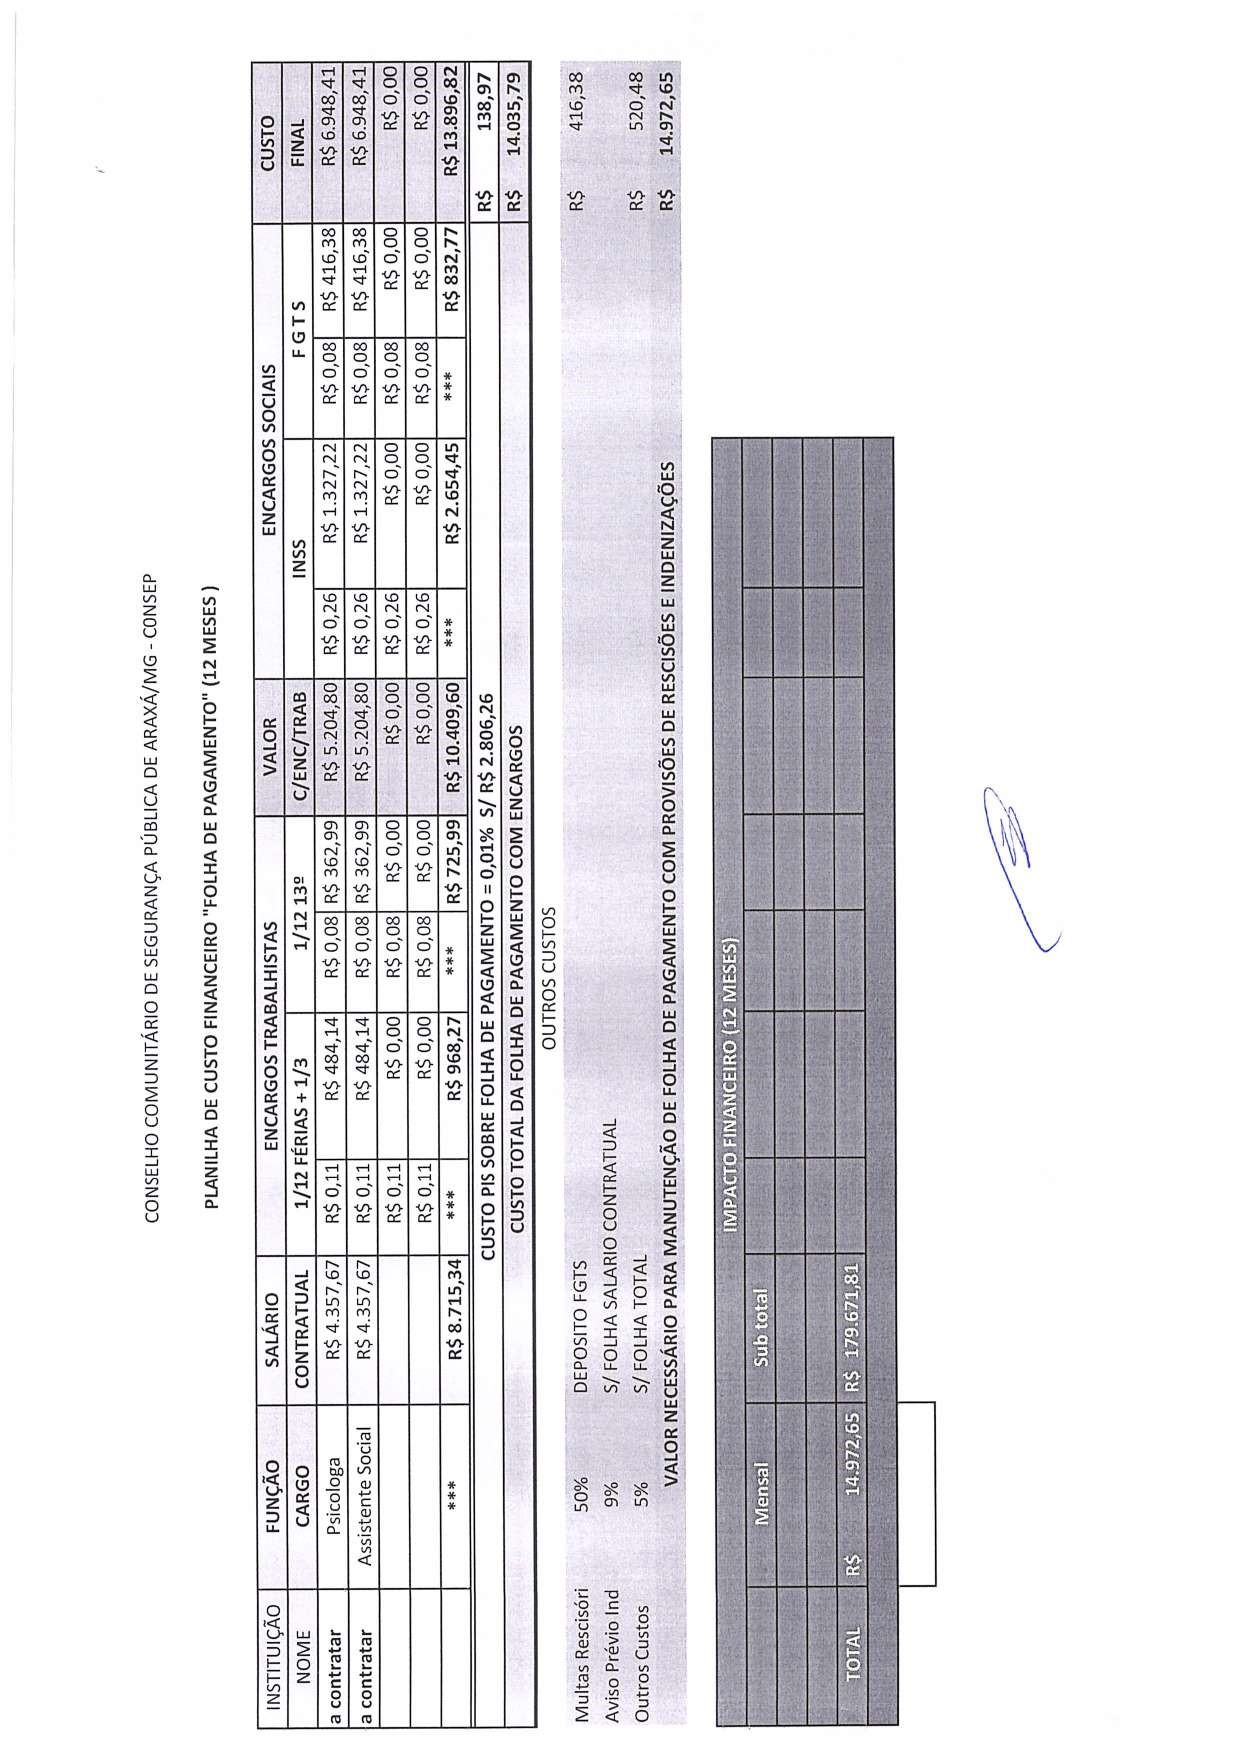 CONSELHO COMUNITÁRIO DE SEGURANÇA PÚBLICA DE ARAXÁ/MG - C0NSEP
PLANILHA DE CUSTO FINANCEIRO "FOLHA DE PAGAMENTO" (12 MESES )
INSTITUIÇÃO FUNÇÃO SALÁRIO ENCARGOS TRABALHISTAS VALOR ENCARGOS SOCIAIS CUSTO
NOME CARGO CONTRATUAL 1/12 FÉRIAS + 1/3 1/12 13º C/ENC/TRAB INSS F G T S FINAL
a contratar Psicologa R$ 4.357,67 R$ 0,11 R$ 484,14 R$ 0,08 R$ 362,99 R$ 5.204,80 R$ 0,26 R$ 1.327,22 R$ 0,08 R$ 416,38 R$ 6.948,41
a contratar Assistente Social R$ 4.357,67 R$ 0,11 R$ 484,14 R$ 0,08 R$ 362,99 R$ 5.204,80 R$ 0,26 R$ 1.327,22 R$ 0,08 R$ 416,38 R$ 6.948,41
R$ 0,11 R$ 0,00 R$ 0,08 R$ 0,00 R$ 0,00 R$ 0,26 R$ 0,00 R$ 0,08 R$ 0,00 R$ 0,00
R$ 0,11 R$ 0,00 R$ 0,08 R$ 0,00 R$ 0,00 R$ 0,26 R$ 0,00 R$ 0,08 R$ 0,00 R$ 0,00
*** R$ 8.715,34 *** R$ 968,27 *** R$ 725,99 R$ 10.409,60 *** R$ 2.654,45 *** R$ 832,77 R$ 13.896,82
CUSTO PIS SOBRE FOLHA DE PAGAMENTO = 0,01% S/ R$ 2.806,26 R$ 138,97
CUSTO TOTAL DA FOLHA DE PAGAMENTO COM ENCARGOS R$ 14.035,79
OUTROS CUSTOS
Multas Rescisóri 50% DEPOSITO FGTS R$ 416,38
Aviso Prévio Ind 9% S/ FOLHA SALARIO CONTRATUAL
Outros Custos 5% S/ FOLHA TOTAL R$ 520,48
VALOR NECESSÁRIO PARA MANUTENÇÃO DE FOLHA DE PAGAMENTO COM PROVISÕES DE RESCISÕES E INDENIZAÇÕES R$ 14.972,65
IMPACTO FINANCEIRO (12 MESES)
Mensal Sub total
TOTAL R$ 14.972,65 R$ 179.671,81